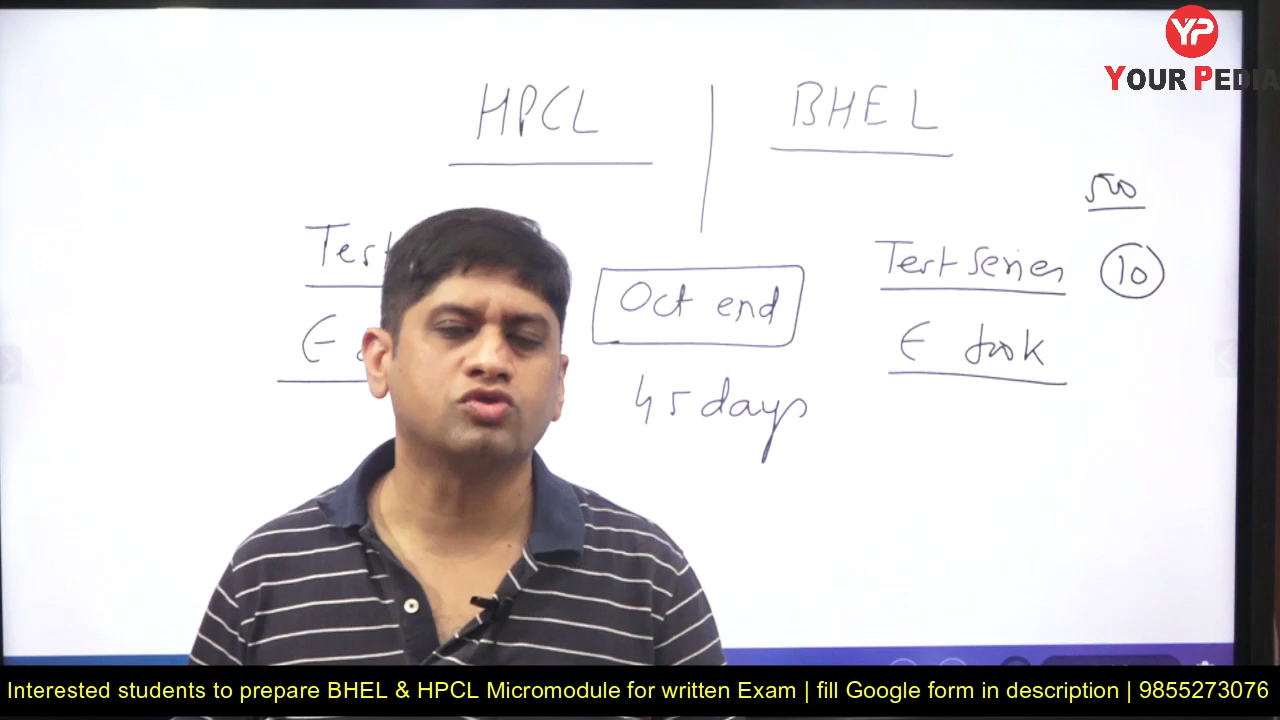 YP
YOUR PEDIA
HPCL
BHEL
500
Test
Test Series
10
Oct end
E
E book
45 days
Interested students to prepare BHEL & HPCL Micromodule for written Exam | fill Google form in description | 9855273076